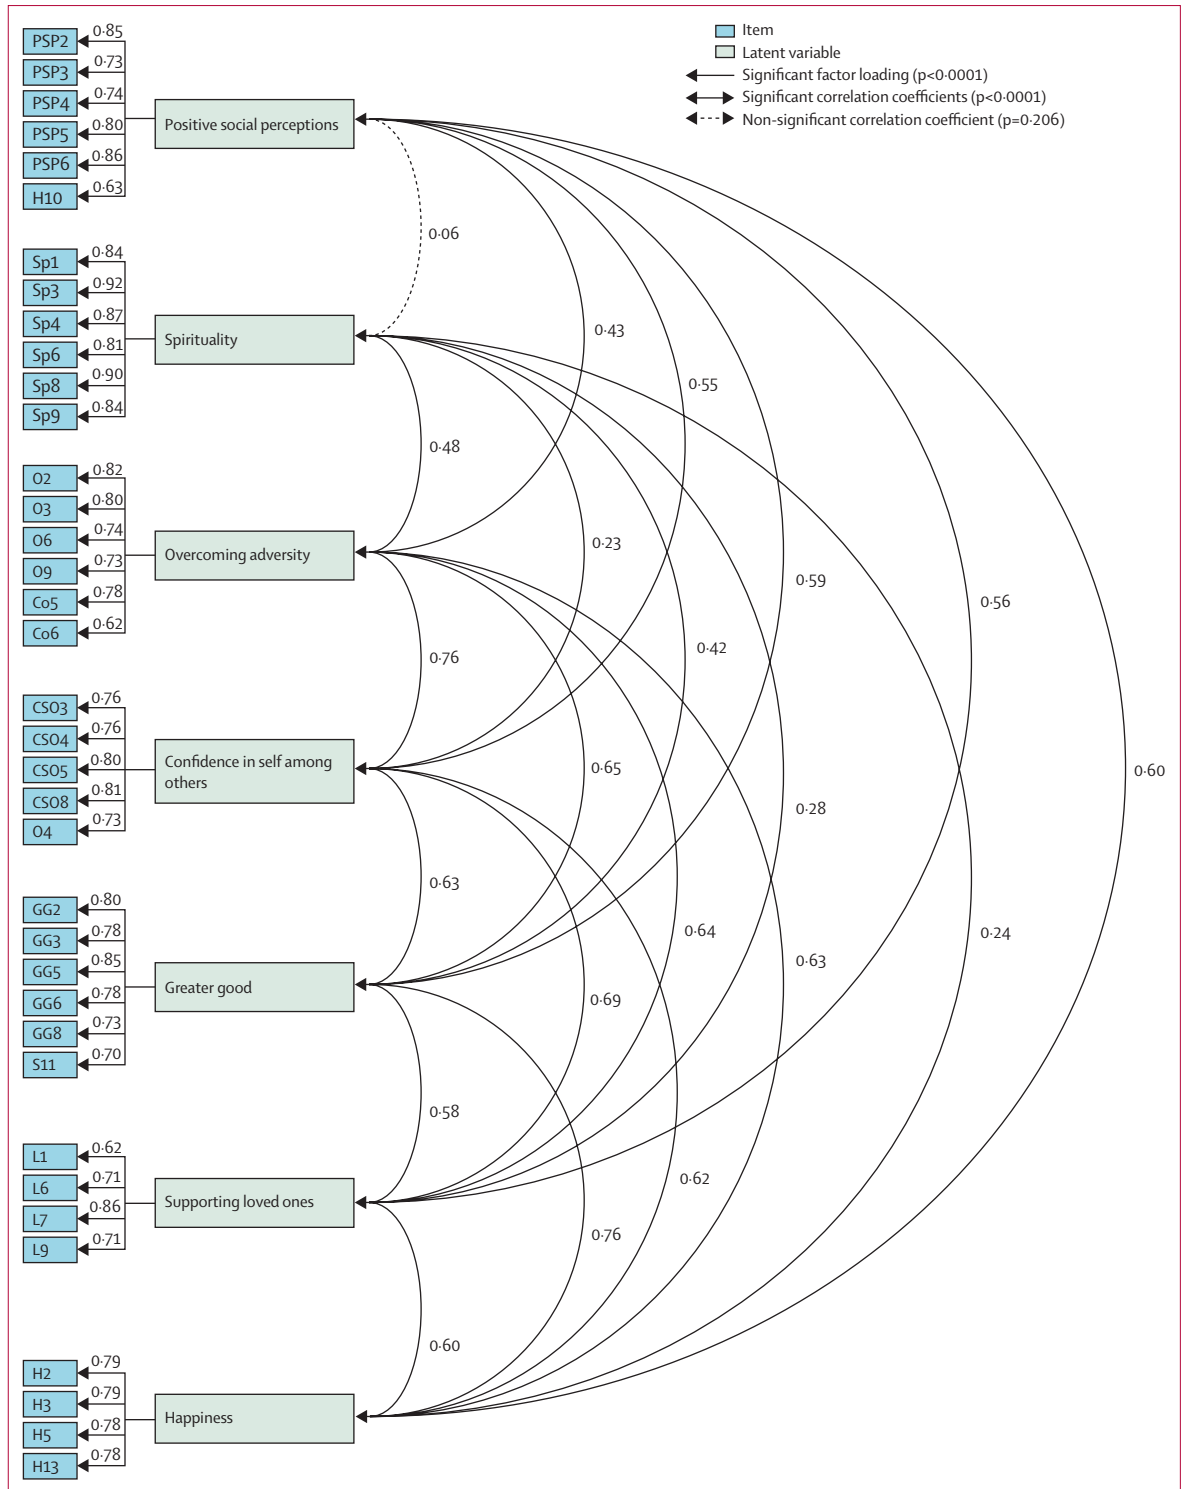 Item
Latent variable
Significant factor loading (p<0·0001)
Significant correlation coefficients (p<0·0001)
Non-significant correlation coefficient (p=0·206)
PSP2 0·85
PSP3 0·73
PSP4 0·74
PSP5 0·80
PSP6 0·86
H10 0·63
Positive social perceptions
Sp1 0·84
Sp3 0·92
Sp4 0·87
Sp6 0·81
Sp8 0·90
Sp9 0·84
Spirituality
O2 0·82
O3 0·80
O6 0·74
O9 0·73
Co5 0·78
Co6 0·62
Overcoming adversity
CSO3 0·76
CSO4 0·76
CSO5 0·80
CSO8 0·81
O4 0·73
Confidence in self among
others
GG2 0·80
GG3 0·78
GG5 0·85
GG6 0·78
GG8 0·73
S11 0·70
Greater good
L1 0·62
L6 0·71
L7 0·86
L9 0·71
Supporting loved ones
H2 0·79
H3 0·79
H5 0·78
H13 0·78
Happiness
0·06
0·43
0·55
0·48
0·23
0·59
0·56
0·42
0·76
0·65
0·60
0·28
0·63
0·64
0·24
0·63
0·69
0·58
0·62
0·76
0·60